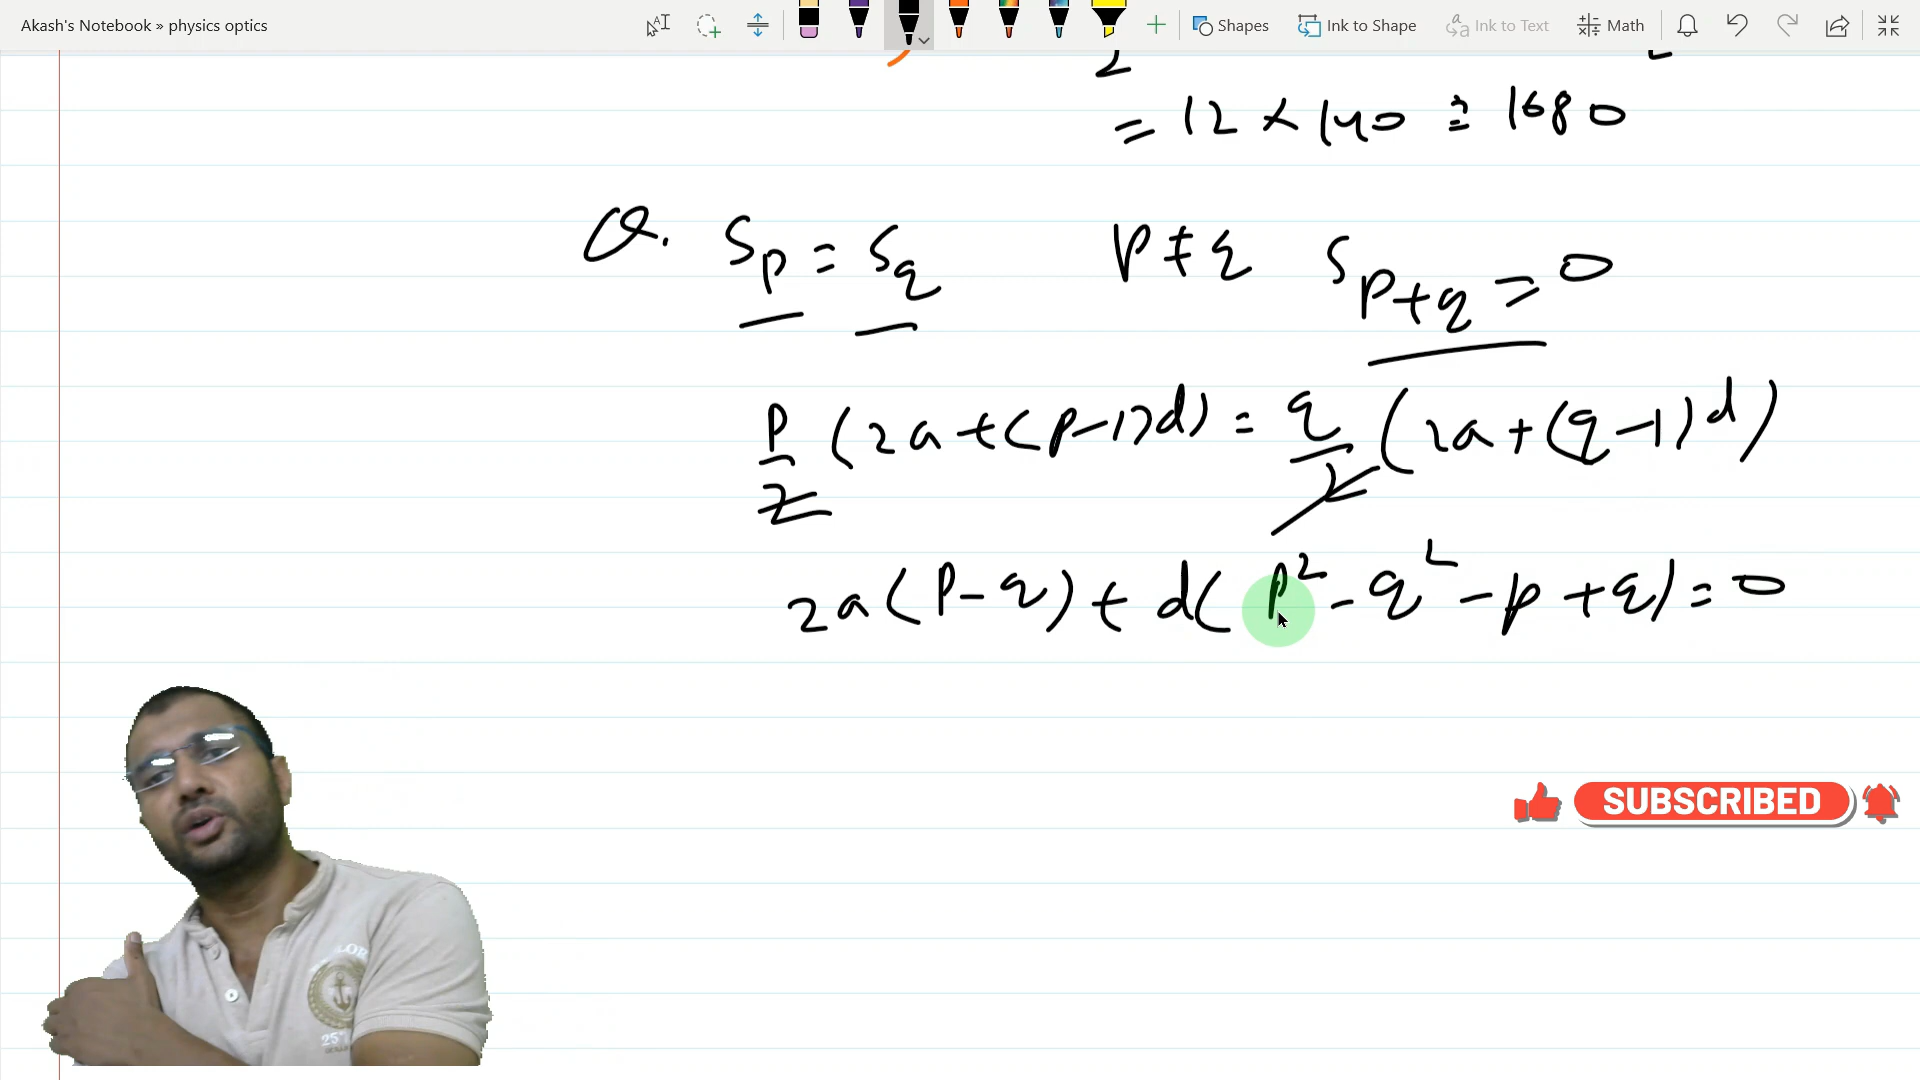 Akash's Notebook » physics optics
Shapes
Ink to Shape
Ink to Text
Math
2
= 12 × 140 = 1680
Q. Sp = Sq p ≠ q Sp+q = 0
p/2 (2a + (p-1)d) = q/2 (2a + (q-1)d)
2a(p-q) + d(p² - q² - p + q) = 0
SUBSCRIBED